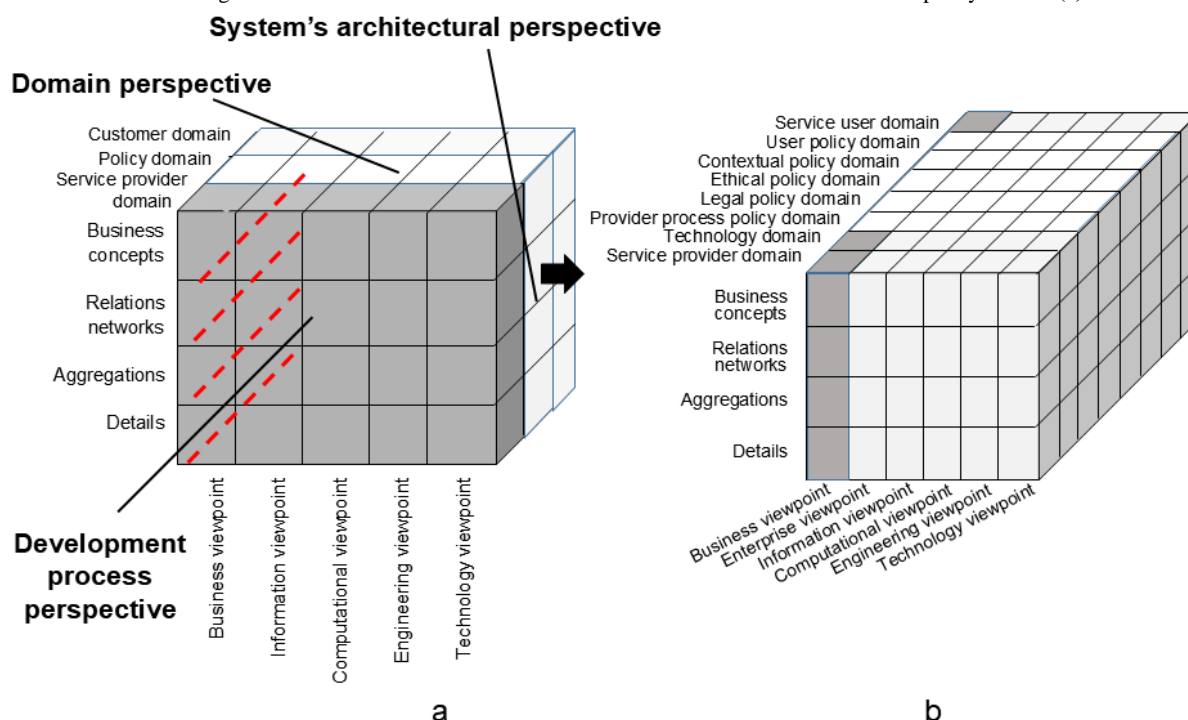 System's architectural perspective
Domain perspective
Customer domain
Policy domain
Service provider
domain
Business
concepts
Relations
networks
Aggregations
Details
Development
process
perspective
Business viewpoint
Information viewpoint
Computational viewpoint
Engineering viewpoint
Technology viewpoint
a
Service user domain
User policy domain
Contextual policy domain
Ethical policy domain
Legal policy domain
Provider process policy domain
Technology domain
Service provider domain
Business
concepts
Relations
networks
Aggregations
Details
Business viewpoint
Enterprise viewpoint
Information viewpoint
Computational viewpoint
Engineering viewpoint
Technology viewpoint
b